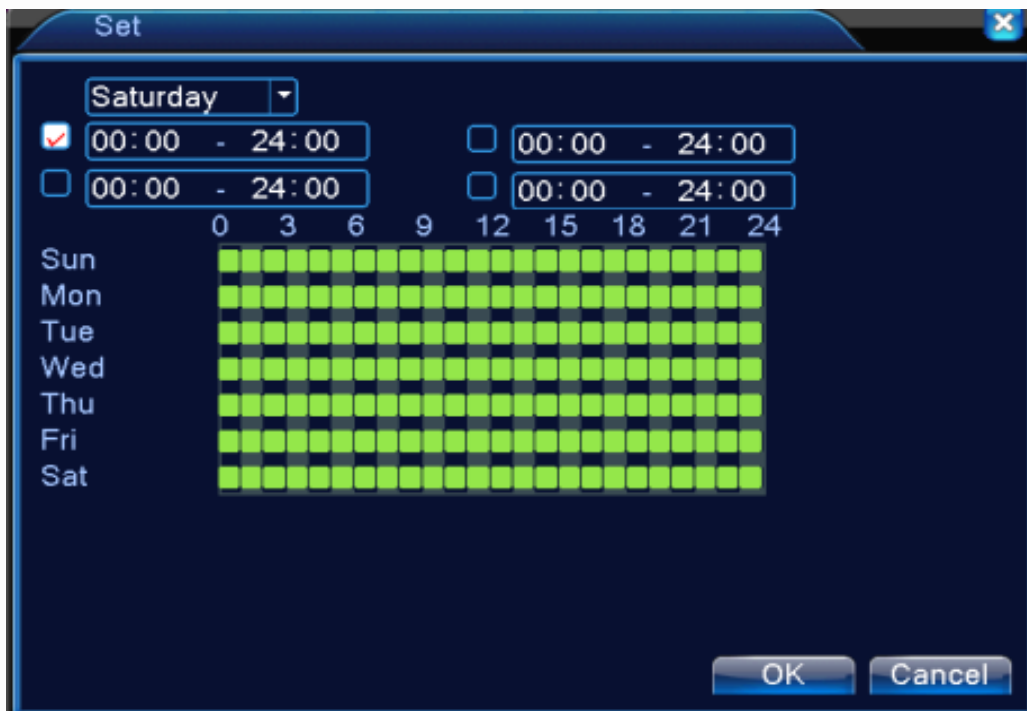 Set
Saturday
00:00 - 24:00 00:00 - 24:00
00:00 - 24:00 00:00 - 24:00
0 3 6 9 12 15 18 21 24
Sun
Mon
Tue
Wed
Thu
Fri
Sat
OK Cancel